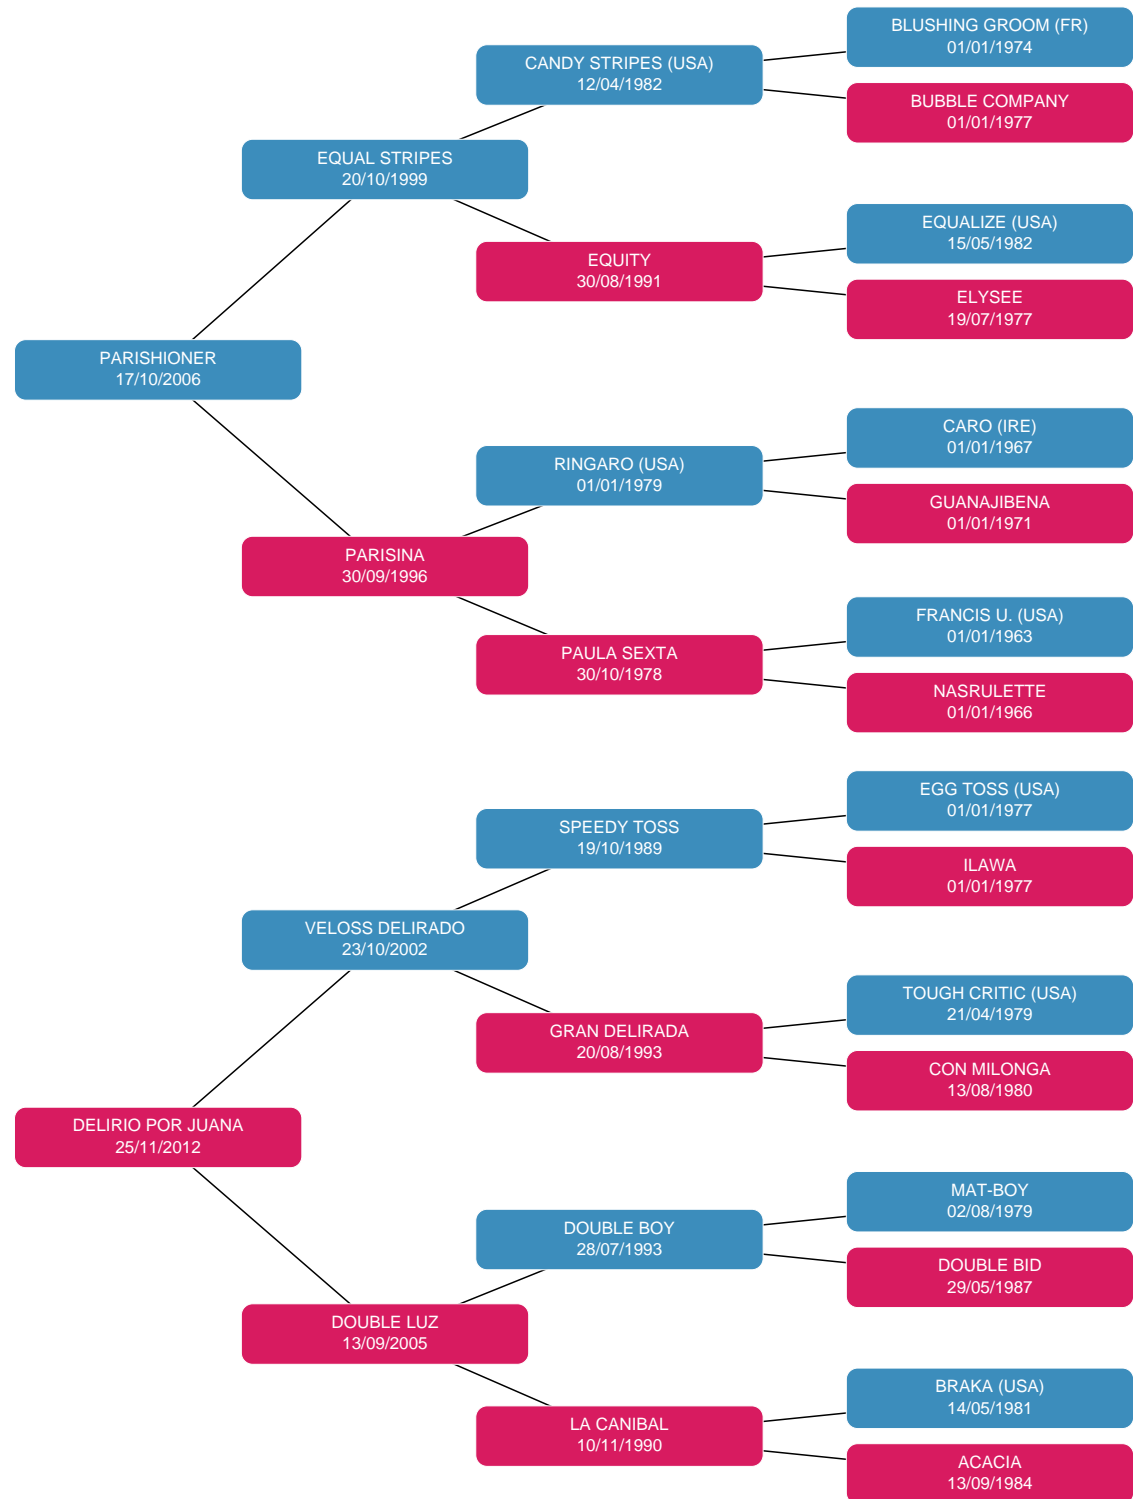 BLUSHING GROOM (FR)
01/01/1974
CANDY STRIPES (USA)
12/04/1982
BUBBLE COMPANY
01/01/1977
EQUAL STRIPES
20/10/1999
EQUALIZE (USA)
15/05/1982
EQUITY
30/08/1991
ELYSEE
19/07/1977
PARISHIONER
17/10/2006
CARO (IRE)
01/01/1967
RINGARO (USA)
01/01/1979
GUANAJIBENA
01/01/1971
PARISINA
30/09/1996
FRANCIS U. (USA)
01/01/1963
PAULA SEXTA
30/10/1978
NASRULETTE
01/01/1966
EGG TOSS (USA)
01/01/1977
SPEEDY TOSS
19/10/1989
ILAWA
01/01/1977
VELOSS DELIRADO
23/10/2002
TOUGH CRITIC (USA)
21/04/1979
GRAN DELIRADA
20/08/1993
CON MILONGA
13/08/1980
DELIRIO POR JUANA
25/11/2012
MAT-BOY
02/08/1979
DOUBLE BOY
28/07/1993
DOUBLE BID
29/05/1987
DOUBLE LUZ
13/09/2005
BRAKA (USA)
14/05/1981
LA CANIBAL
10/11/1990
ACACIA
13/09/1984